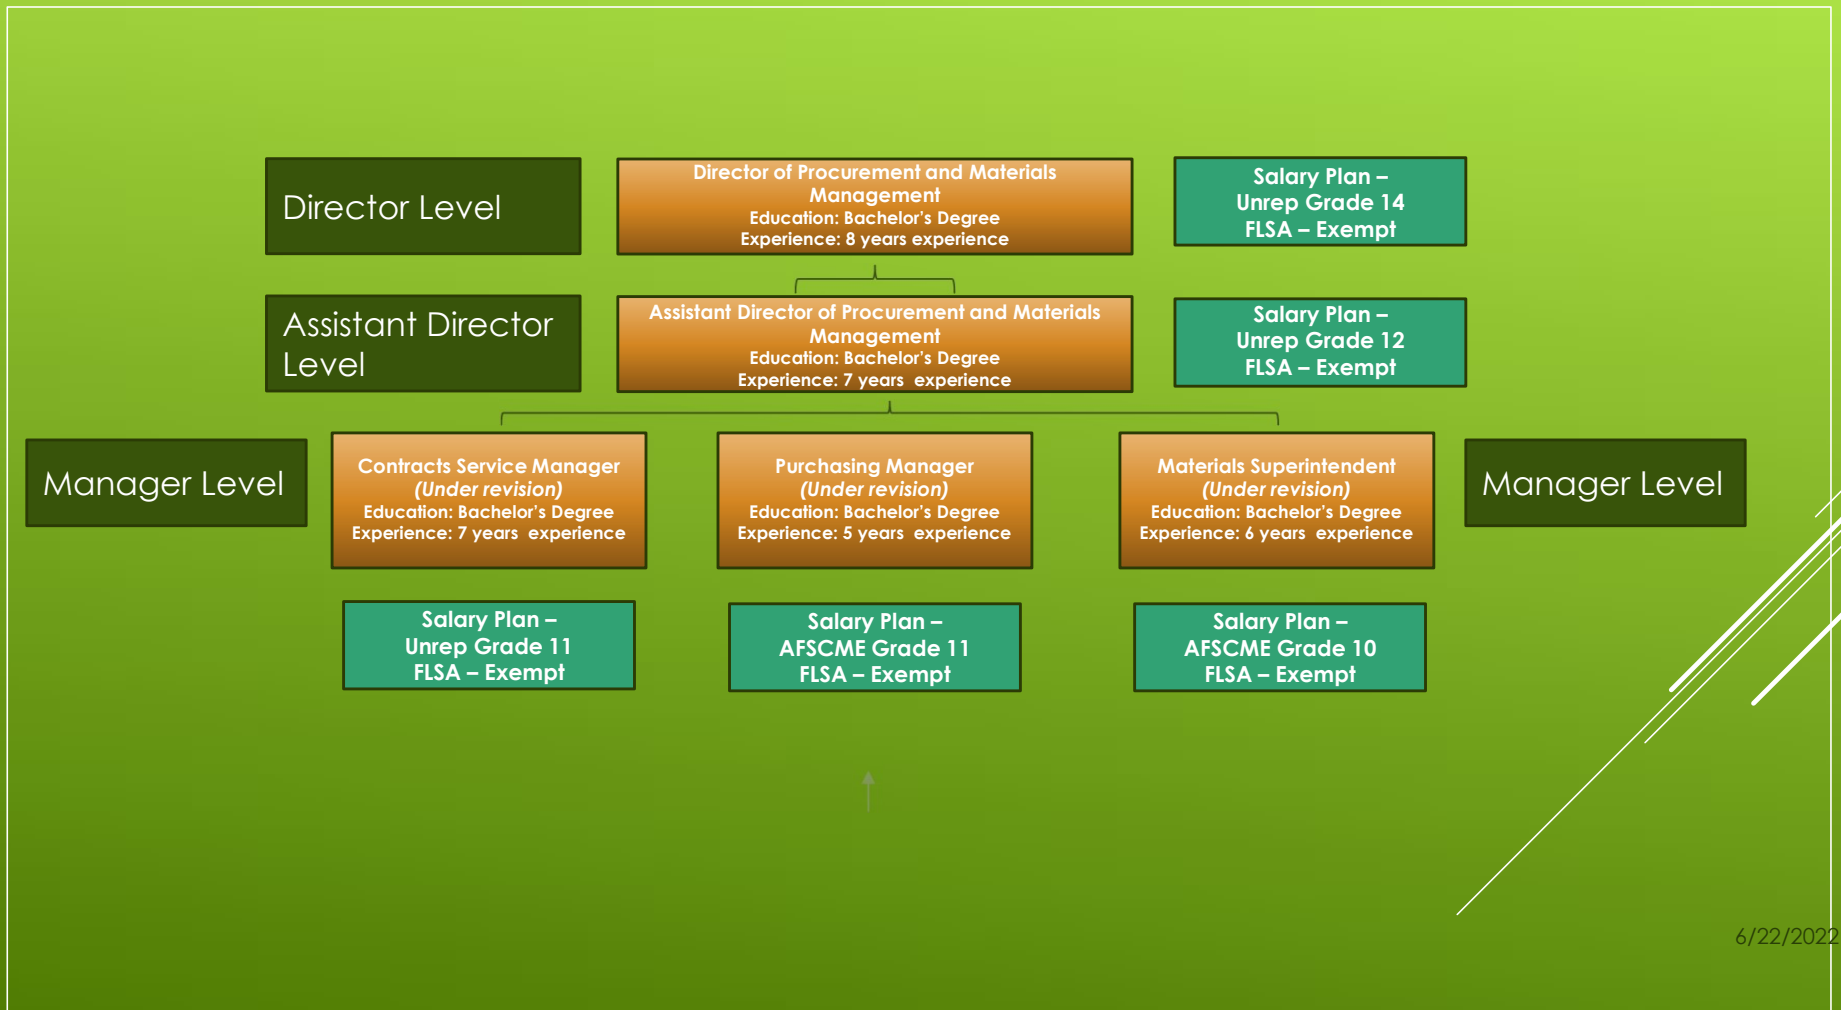 Director Level
Director of Procurement and Materials
Management
Education: Bachelor's Degree
Experience: 8 years experience
Salary Plan –
Unrep Grade 14
FLSA – Exempt
Assistant Director
Level
Assistant Director of Procurement and Materials
Management
Education: Bachelor's Degree
Experience: 7 years  experience
Salary Plan –
Unrep Grade 12
FLSA – Exempt
Manager Level
Contracts Service Manager
(Under revision)
Education: Bachelor's Degree
Experience: 7 years  experience
Purchasing Manager
(Under revision)
Education: Bachelor's Degree
Experience: 5 years  experience
Materials Superintendent
(Under revision)
Education: Bachelor's Degree
Experience: 6 years  experience
Manager Level
Salary Plan –
Unrep Grade 11
FLSA – Exempt
Salary Plan –
AFSCME Grade 11
FLSA – Exempt
Salary Plan –
AFSCME Grade 10
FLSA – Exempt
6/22/2022